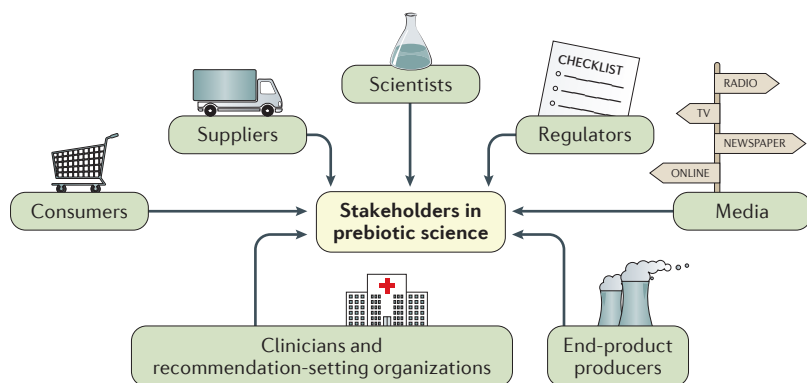 Scientists
CHECKLIST
Suppliers
Regulators
RADIO
TV
NEWSPAPER
ONLINE
Consumers
Stakeholders in
prebiotic science
Media
Clinicians and
recommendation-setting organizations
End-product
producers